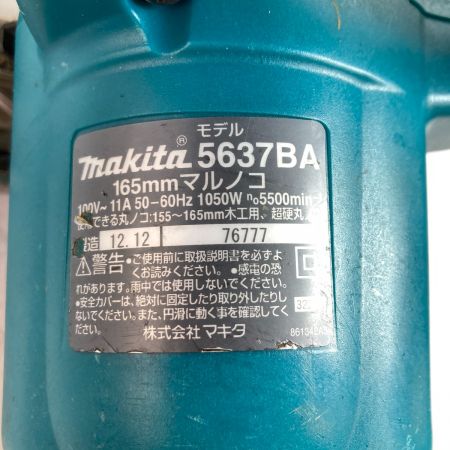 モデル
makita® 5637BA
165mmマルノコ
100V~ 11A 50-60Hz 1050W n₀5500min-
使用できる丸ノコ:155~165mm木工用、超硬丸
造 12.12 76777
⚠警告 ●ご使用前に取扱説明書を必ずよ
くお読みください。 ●感電の恐
れがあります。雨中では使用しないでください。
●安全カバーは、絶対に固定したり取り外したりし
ないでください。また、円滑に動く事を確認してく
ださい。 株式会社マキタ